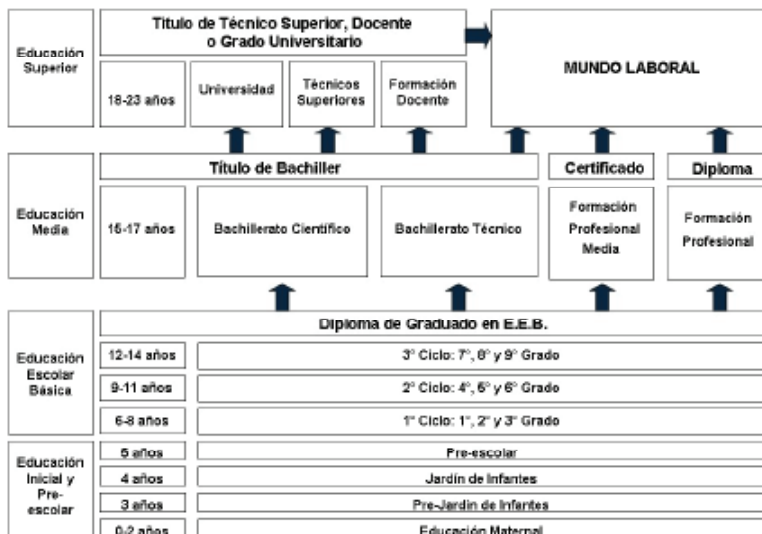 Educación
Superior
Titulo de Técnico Superior, Docente
o Grado Universitario
MUNDO LABORAL
18-23 años
Universidad
Técnicos
Superiores
Formación
Docente
Educación
Media
Título de Bachiller
Certificado
Diploma
15-17 años
Bachillerato Científico
Bachillerato Técnico
Formación
Profesional
Media
Formación
Profesional
Educación
Escolar
Básica
Diploma de Graduado en E.E.B.
12-14 años
3° Ciclo: 7°, 8° y 9° Grado
9-11 años
2° Ciclo: 4°, 5° y 6° Grado
6-8 años
1° Ciclo: 1°, 2° y 3° Grado
Educación
Inicial y
Pre-
escolar
5 años
Pre-escolar
4 años
Jardín de Infantes
3 años
Pre-Jardin de Infantes
0-2 años
Educación Maternal